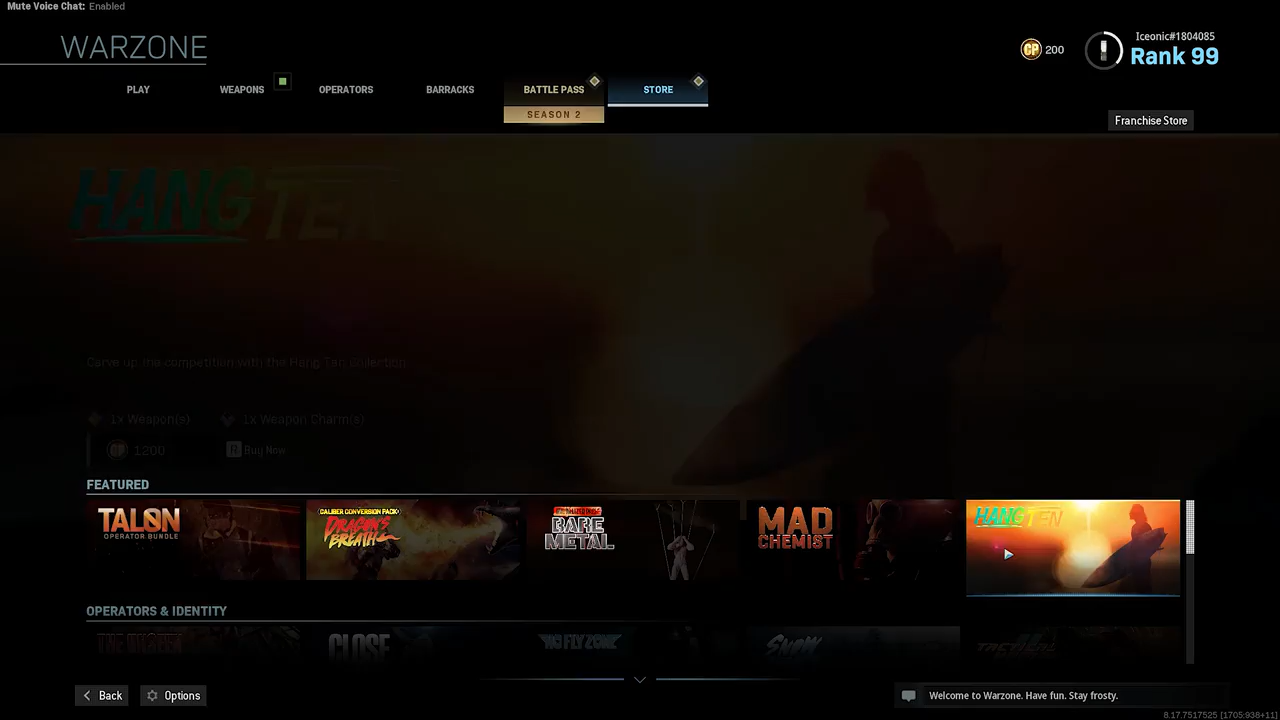 Mute Voice Chat: Enabled
WARZONE
CP 200
Iceonic#1804085
Rank 99
PLAY
WEAPONS
OPERATORS
BARRACKS
BATTLE PASS
STORE
SEASON 2
Franchise Store
HANG TEN
Carve up the competition with the Hang Ten collection
1x Weapon(s)
1x Weapon Charm(s)
CP 1200
R Buy Now
FEATURED
TALON
OPERATOR BUNDLE
CALIBER CONVERSION PACK:
DRAGON'S
BREATH
BARE
METAL
MAD
CHEMIST
HANG TEN
OPERATORS & IDENTITY
CLOSE
NO FLY ZONE
SNOW
TACTICAL
Back
Options
Welcome to Warzone. Have fun. Stay frosty.
8.17.7517525 [1705:938+11]